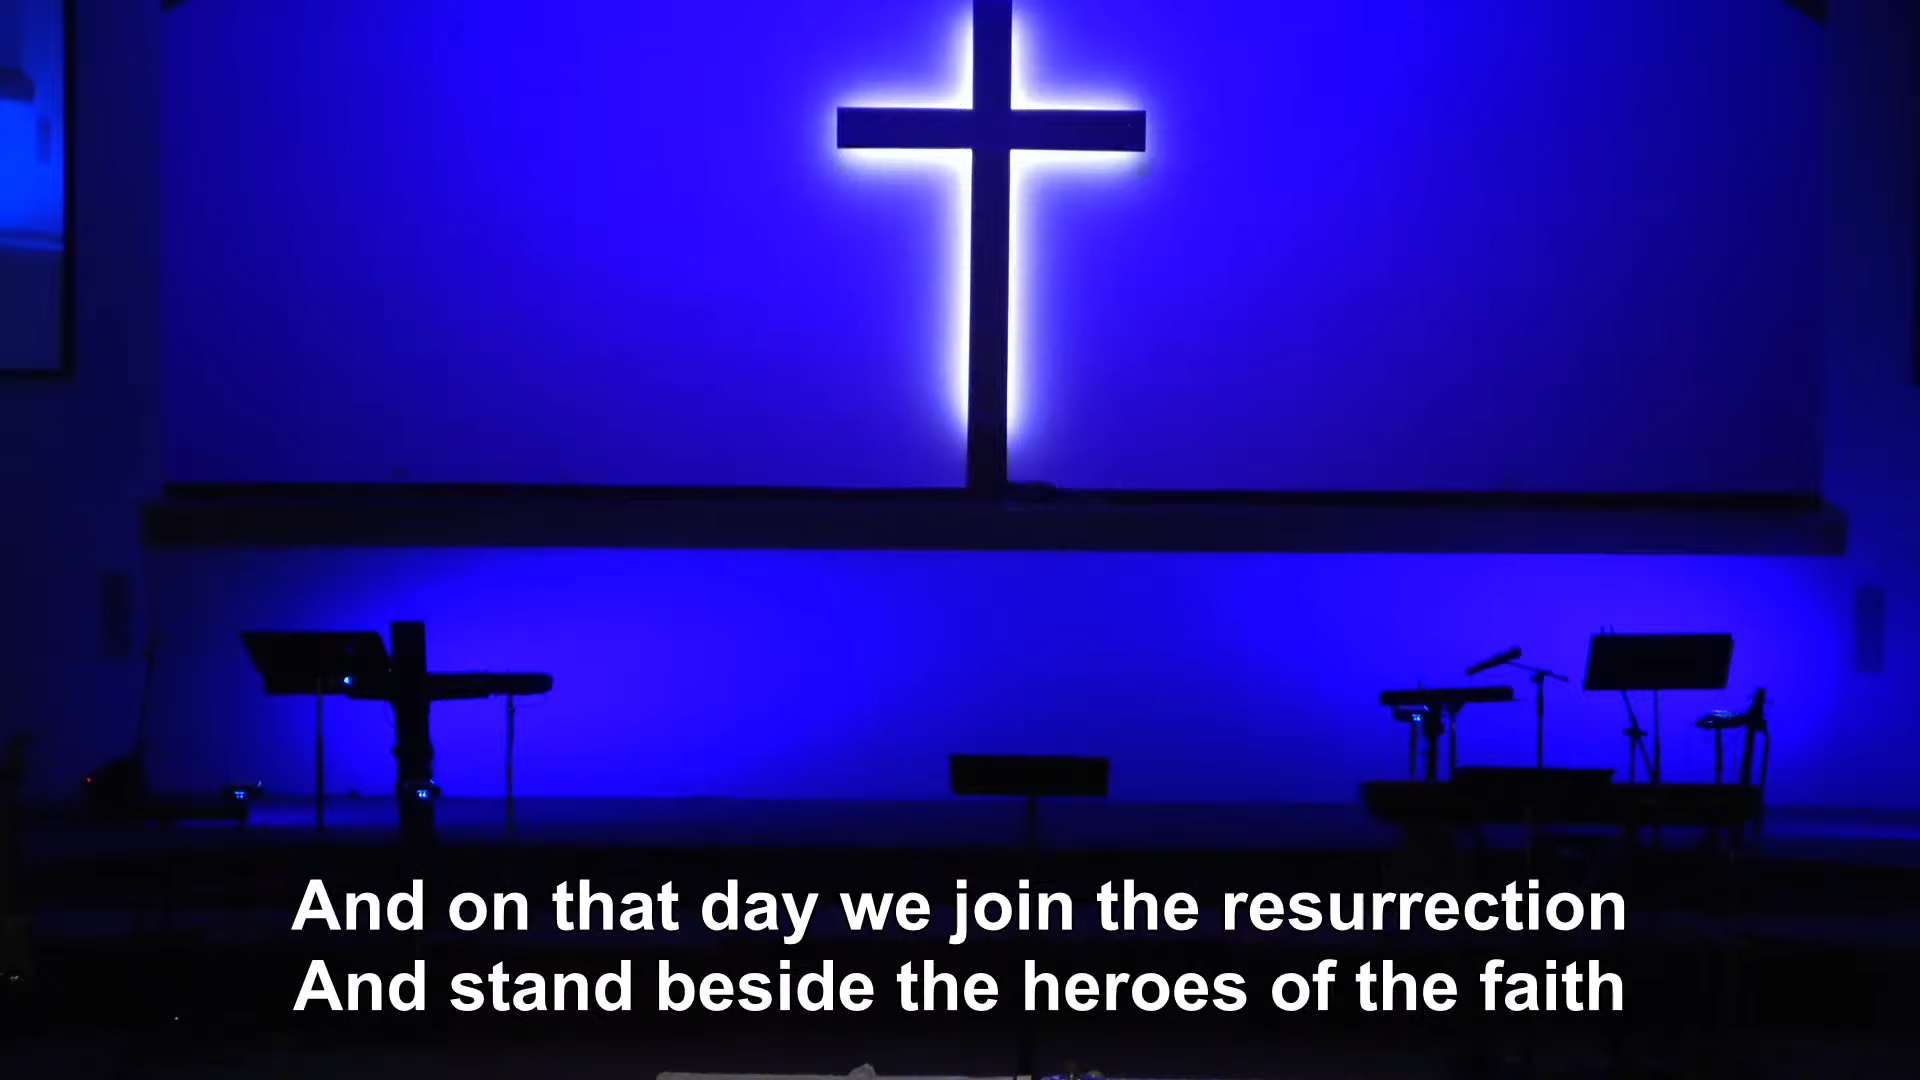 And on that day we join the resurrection
And stand beside the heroes of the faith